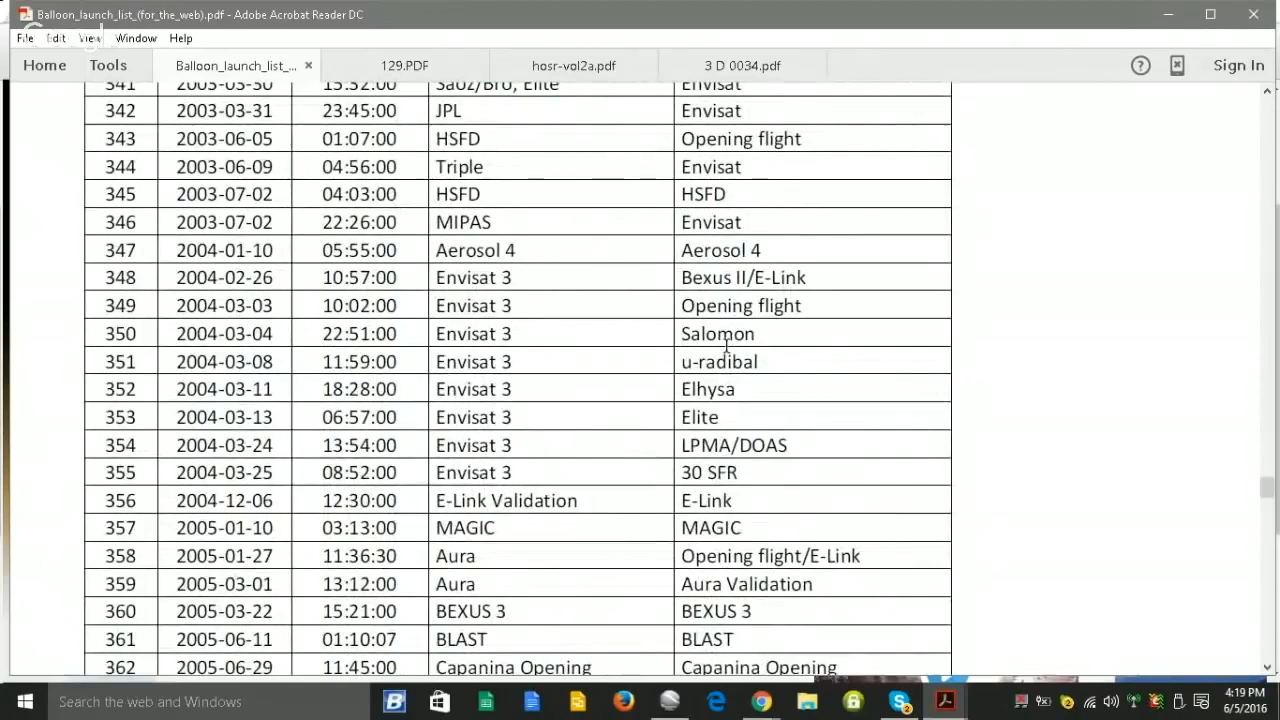 Balloon_launch_list_(for_the_web).pdf - Adobe Acrobat Reader DC
File Edit View Window Help
Home Tools Balloon_launch_list_... × 129.PDF hosr-vol2a.pdf 3 D 0034.pdf Sign In
341 2003-03-30 15:32:00 Saoz/Bro, Elite Envisat
342 2003-03-31 23:45:00 JPL Envisat
343 2003-06-05 01:07:00 HSFD Opening flight
344 2003-06-09 04:56:00 Triple Envisat
345 2003-07-02 04:03:00 HSFD HSFD
346 2003-07-02 22:26:00 MIPAS Envisat
347 2004-01-10 05:55:00 Aerosol 4 Aerosol 4
348 2004-02-26 10:57:00 Envisat 3 Bexus II/E-Link
349 2004-03-03 10:02:00 Envisat 3 Opening flight
350 2004-03-04 22:51:00 Envisat 3 Salomon
351 2004-03-08 11:59:00 Envisat 3 u-radibal
352 2004-03-11 18:28:00 Envisat 3 Elhysa
353 2004-03-13 06:57:00 Envisat 3 Elite
354 2004-03-24 13:54:00 Envisat 3 LPMA/DOAS
355 2004-03-25 08:52:00 Envisat 3 30 SFR
356 2004-12-06 12:30:00 E-Link Validation E-Link
357 2005-01-10 03:13:00 MAGIC MAGIC
358 2005-01-27 11:36:30 Aura Opening flight/E-Link
359 2005-03-01 13:12:00 Aura Aura Validation
360 2005-03-22 15:21:00 BEXUS 3 BEXUS 3
361 2005-06-11 01:10:07 BLAST BLAST
362 2005-06-29 11:45:00 Capanina Opening Capanina Opening
Search the web and Windows
4:19 PM
6/5/2016